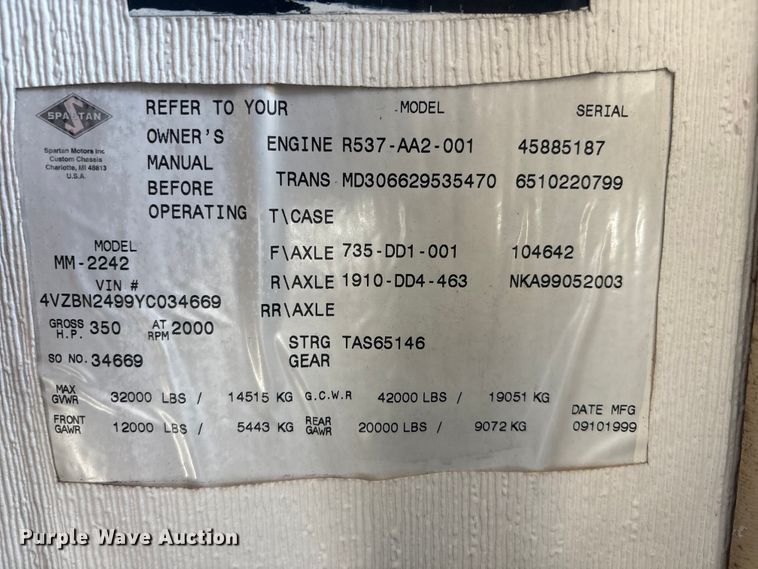 SPARTAN
Spartan Motors Inc
Custom Chassis
Charlotte, MI 48813
U.S.A.
REFER TO YOUR
OWNER'S
MANUAL
BEFORE
OPERATING
MODEL SERIAL
ENGINE R537-AA2-001 45885187
TRANS MD306629535470 6510220799
T\CASE
F\AXLE 735-DD1-001 104642
R\AXLE 1910-DD4-463 NKA99052003
RR\AXLE
STRG GEAR TAS65146
MODEL
MM-2242
VIN #
4VZBN2499YC034669
GROSS H.P. 350 AT RPM 2000
SO NO. 34669
MAX GVWR 32000 LBS / 14515 KG G.C.W.R 42000 LBS / 19051 KG
FRONT GAWR 12000 LBS / 5443 KG REAR GAWR 20000 LBS / 9072 KG
DATE MFG
09101999
Purple Wave Auction